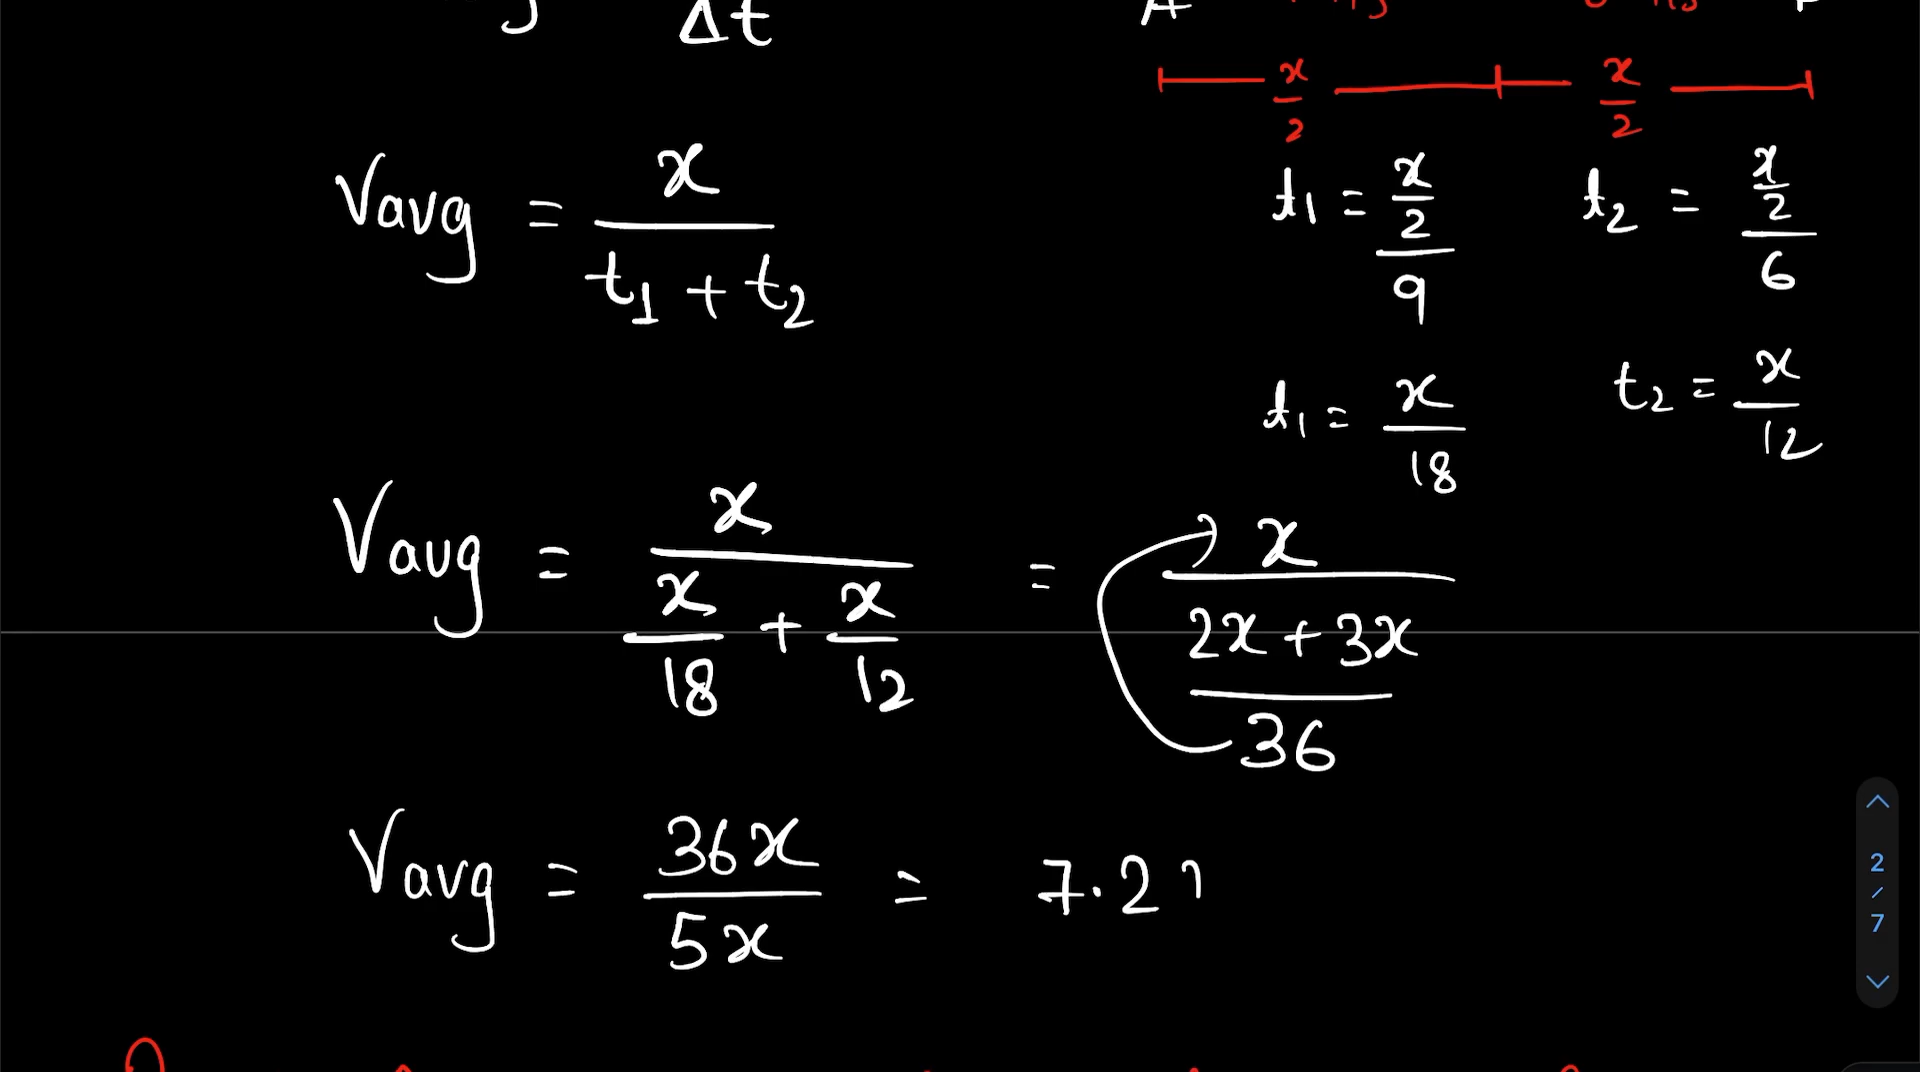 Δt
x/2 x/2
Vavg = x/(t1 + t2)
t1 = (x/2)/9 t2 = (x/2)/6
t1 = x/18 t2 = x/12
Vavg = x/(x/18 + x/12) = x/((2x + 3x)/36)
Vavg = 36x/5x = 7.2
2
/
7